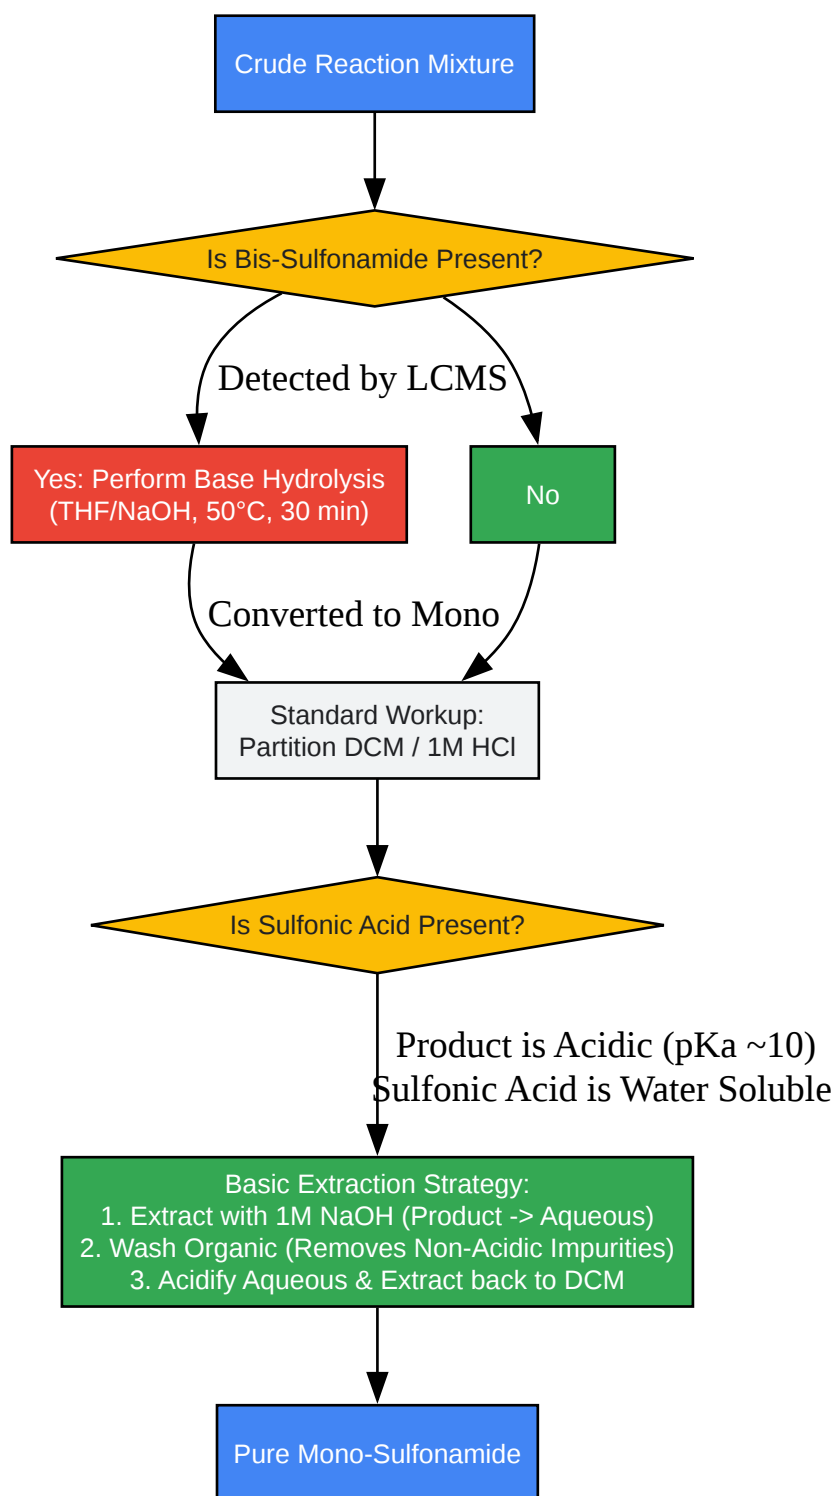 Crude Reaction Mixture
Is Bis-Sulfonamide Present?
Detected by LCMS
Yes: Perform Base Hydrolysis
(THF/NaOH, 50°C, 30 min)
No
Converted to Mono
Standard Workup:
Partition DCM / 1M HCl
Is Sulfonic Acid Present?
Product is Acidic (pKa ~10)
Sulfonic Acid is Water Soluble
Basic Extraction Strategy:
1. Extract with 1M NaOH (Product -> Aqueous)
2. Wash Organic (Removes Non-Acidic Impurities)
3. Acidify Aqueous & Extract back to DCM
Pure Mono-Sulfonamide